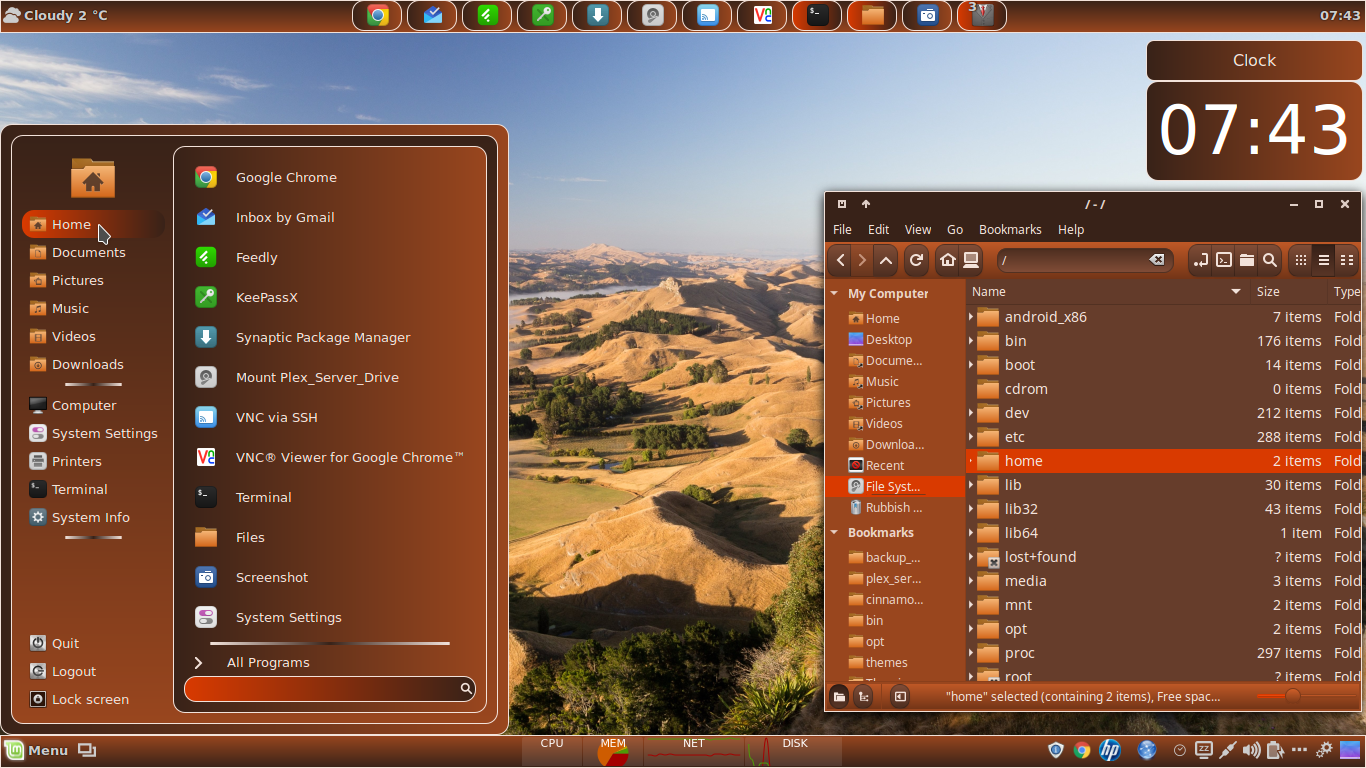 Cloudy 2 °C
3
07:43
Clock
07:43
Home
Documents
Pictures
Music
Videos
Downloads
Computer
System Settings
Printers
Terminal
System Info
Quit
Logout
Lock screen
Google Chrome
Inbox by Gmail
Feedly
KeePassX
Synaptic Package Manager
Mount Plex_Server_Drive
VNC via SSH
VNC® Viewer for Google Chrome™
Terminal
Files
Screenshot
System Settings
All Programs
/ - /
File Edit View Go Bookmarks Help
/
My Computer
Home
Desktop
Docume...
Music
Pictures
Videos
Downloa...
Recent
File Syst...
Rubbish ...
Bookmarks
backup_...
plex_ser...
cinnamo...
bin
opt
themes
Name Size Type
android_x86 7 items Fold
bin 176 items Fold
boot 14 items Fold
cdrom 0 items Fold
dev 212 items Fold
etc 288 items Fold
home 2 items Fold
lib 30 items Fold
lib32 43 items Fold
lib64 1 item Fold
lost+found ? items Fold
media 3 items Fold
mnt 2 items Fold
opt 2 items Fold
proc 297 items Fold
root ? items Fold
"home" selected (containing 2 items), Free spac...
Menu
CPU MEM NET DISK
hp
zz